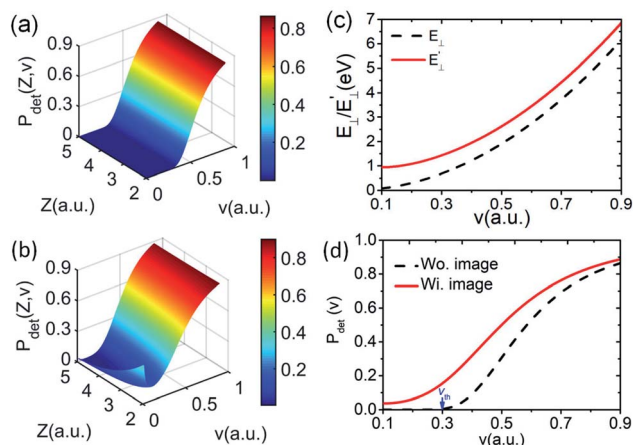 (a)
0.9
0.6
0.3
0
P_det(Z,v)
5
4
3
2
Z(a.u.)
0
0.5
1
v(a.u.)
0.8
0.6
0.4
0.2
(c)
7
6
5
4
3
2
1
0
E⊥/E'⊥(eV)
E⊥
E'⊥
0.1
0.3
0.5
0.7
0.9
v(a.u.)
(b)
0.9
0.6
0.3
0
P_det(Z,v)
5
4
3
2
Z(a.u.)
0
0.5
1
v(a.u.)
0.8
0.6
0.4
0.2
(d)
1.0
0.8
0.6
0.4
0.2
0.0
P_det (v)
Wo. image
Wi. image
v_th
0.1
0.3
0.5
0.7
0.9
v(a.u.)